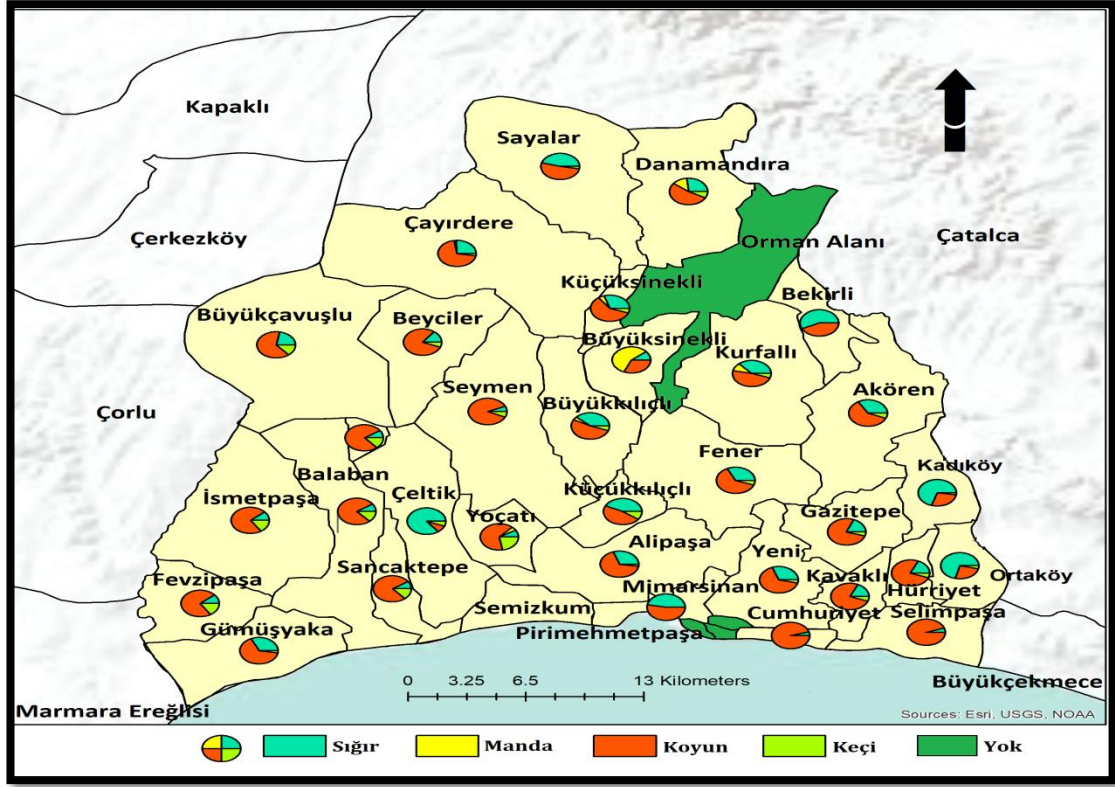 Kapaklı
Sayalar
Danamandıra
Çayırdere
Çerkezköy
Orman Alanı
Çatalca
Küçüksinekli
Bekirli
Büyükçavuşlu
Beyciler
Büyüksinekli
Kurfallı
Seymen
Akören
Çorlu
Büyükkılıçlı
Fener
Kadıköy
Balaban
İsmetpaşa
Çeltik
Küçükkılıçlı
Yoçatı
Gazitepe
Alipaşa
Yeni
Sancaktepe
Kavaklı
Ortaköy
Fevzipaşa
Mimarsinan
Hürriyet
Semizkum
Cumhuriyet
Selimpaşa
Gümüşyaka
Pirimehmetpaşa
0 3.25 6.5 13 Kilometers
Büyükçekmece
Marmara Ereğlisi
Sources: Esri, USGS, NOAA
Sığır Manda Koyun Keçi Yok